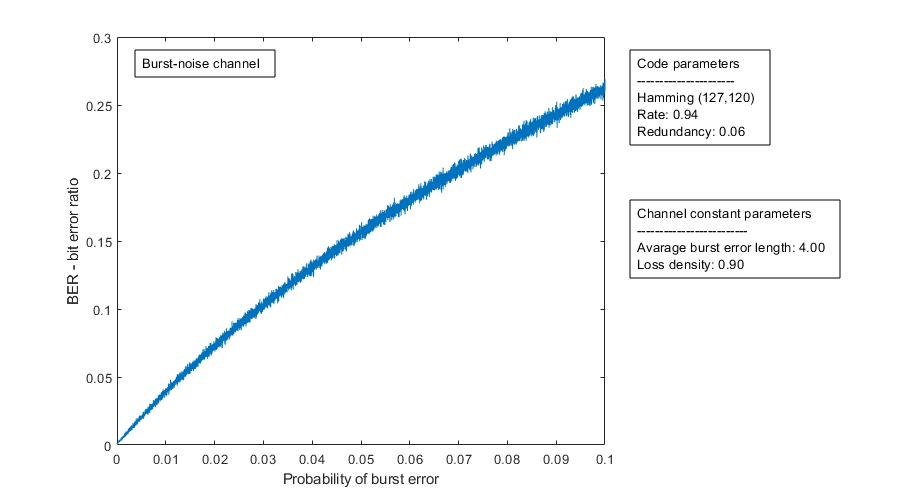 0.3
0.25
0.2
0.15
0.1
0.05
0
BER - bit error ratio
Burst-noise channel
0
0.01
0.02
0.03
0.04
0.05
0.06
0.07
0.08
0.09
0.1
Probability of burst error
Code parameters
----------------------
Hamming (127,120)
Rate: 0.94
Redundancy: 0.06
Channel constant parameters
-------------------------
Avarage burst error length: 4.00
Loss density: 0.90